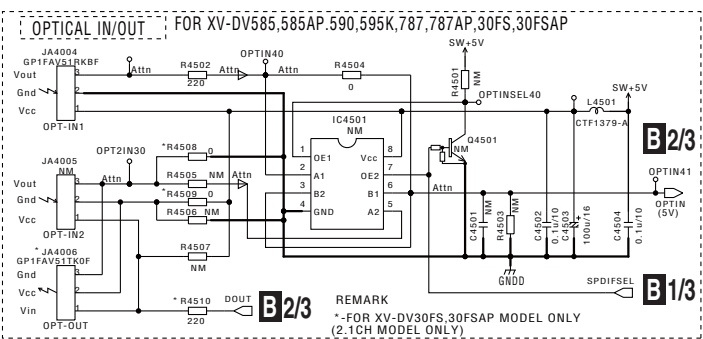 OPTICAL IN/OUT
FOR XV-DV585,585AP.590,595K,787,787AP,30FS,30FSAP
JA4004
GP1FAV51RKBF
Vout
Gnd
Vcc
3
2
1
OPT-IN1
Attn
R4502
220
Attn
OPTIN40
Attn
R4504
0
SW+5V
R4501
NM
OPTINSEL40
L4501
CTF1379-A
SW+5V
B 2/3
JA4005
NM
Vout
Gnd
Vcc
3
2
1
OPT-IN2
OPT2IN30
Attn
*R4508
0
R4505
NM
Attn
*R4509
0
R4506
NM
R4507
NM
IC4501
NM
1
OE1
2
A1
3
B2
4
GND
8
Vcc
7
OE2
6
B1
5
A2
Q4501
NM
Attn
C4501
NM
R4503
NM
C4502
0.1u/10
C4503
100u/16
C4504
0.1u/10
OPTIN41
OPTIN
(5V)
GNDD
*
JA4006
GP1FAV51TK0F
Gnd
Vcc
Vin
3
2
1
OPT-OUT
*R4510
220
DOUT
B 2/3
SPDIFSEL
B 1/3
REMARK
*-FOR XV-DV30FS,30FSAP MODEL ONLY
(2.1CH MODEL ONLY)